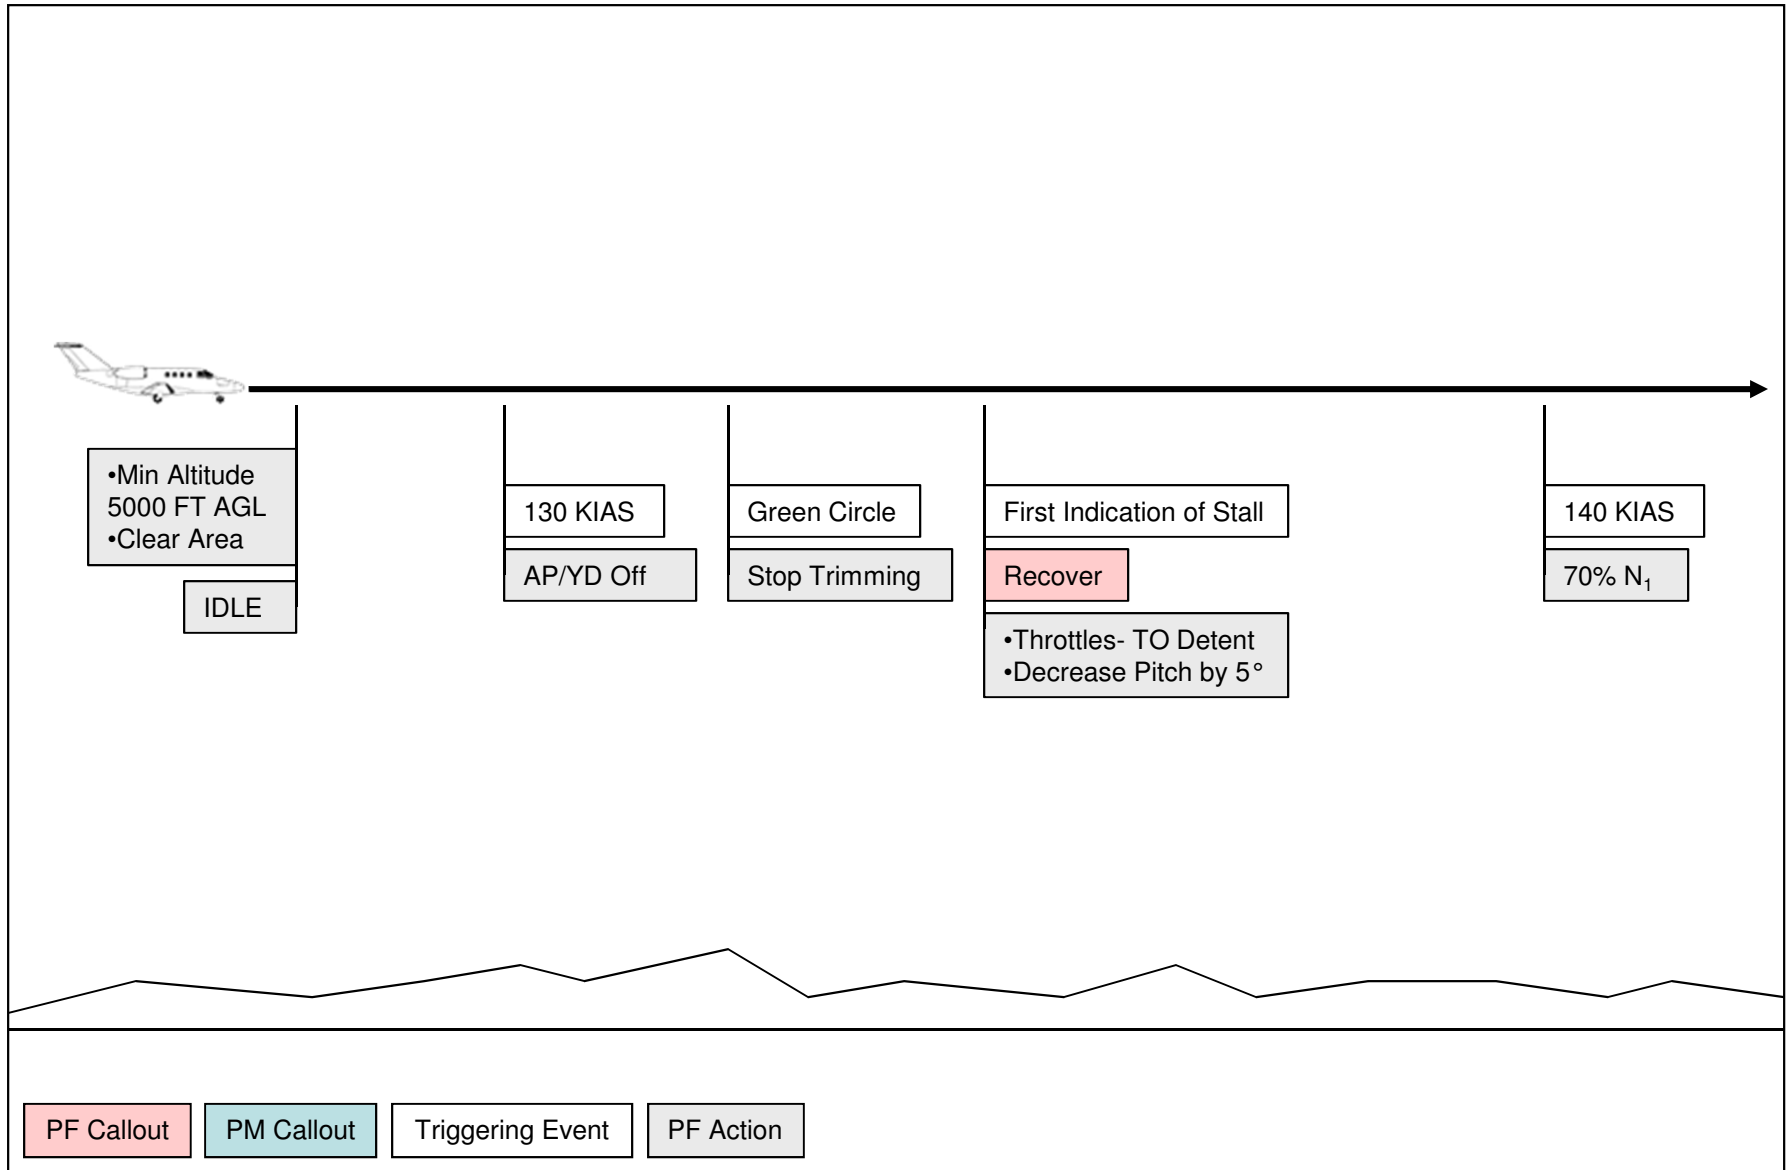 •Min Altitude
5000 FT AGL
•Clear Area
IDLE
130 KIAS
AP/YD Off
Green Circle
Stop Trimming
First Indication of Stall
Recover
•Throttles- TO Detent
•Decrease Pitch by 5°
140 KIAS
70% N₁
PF Callout
PM Callout
Triggering Event
PF Action